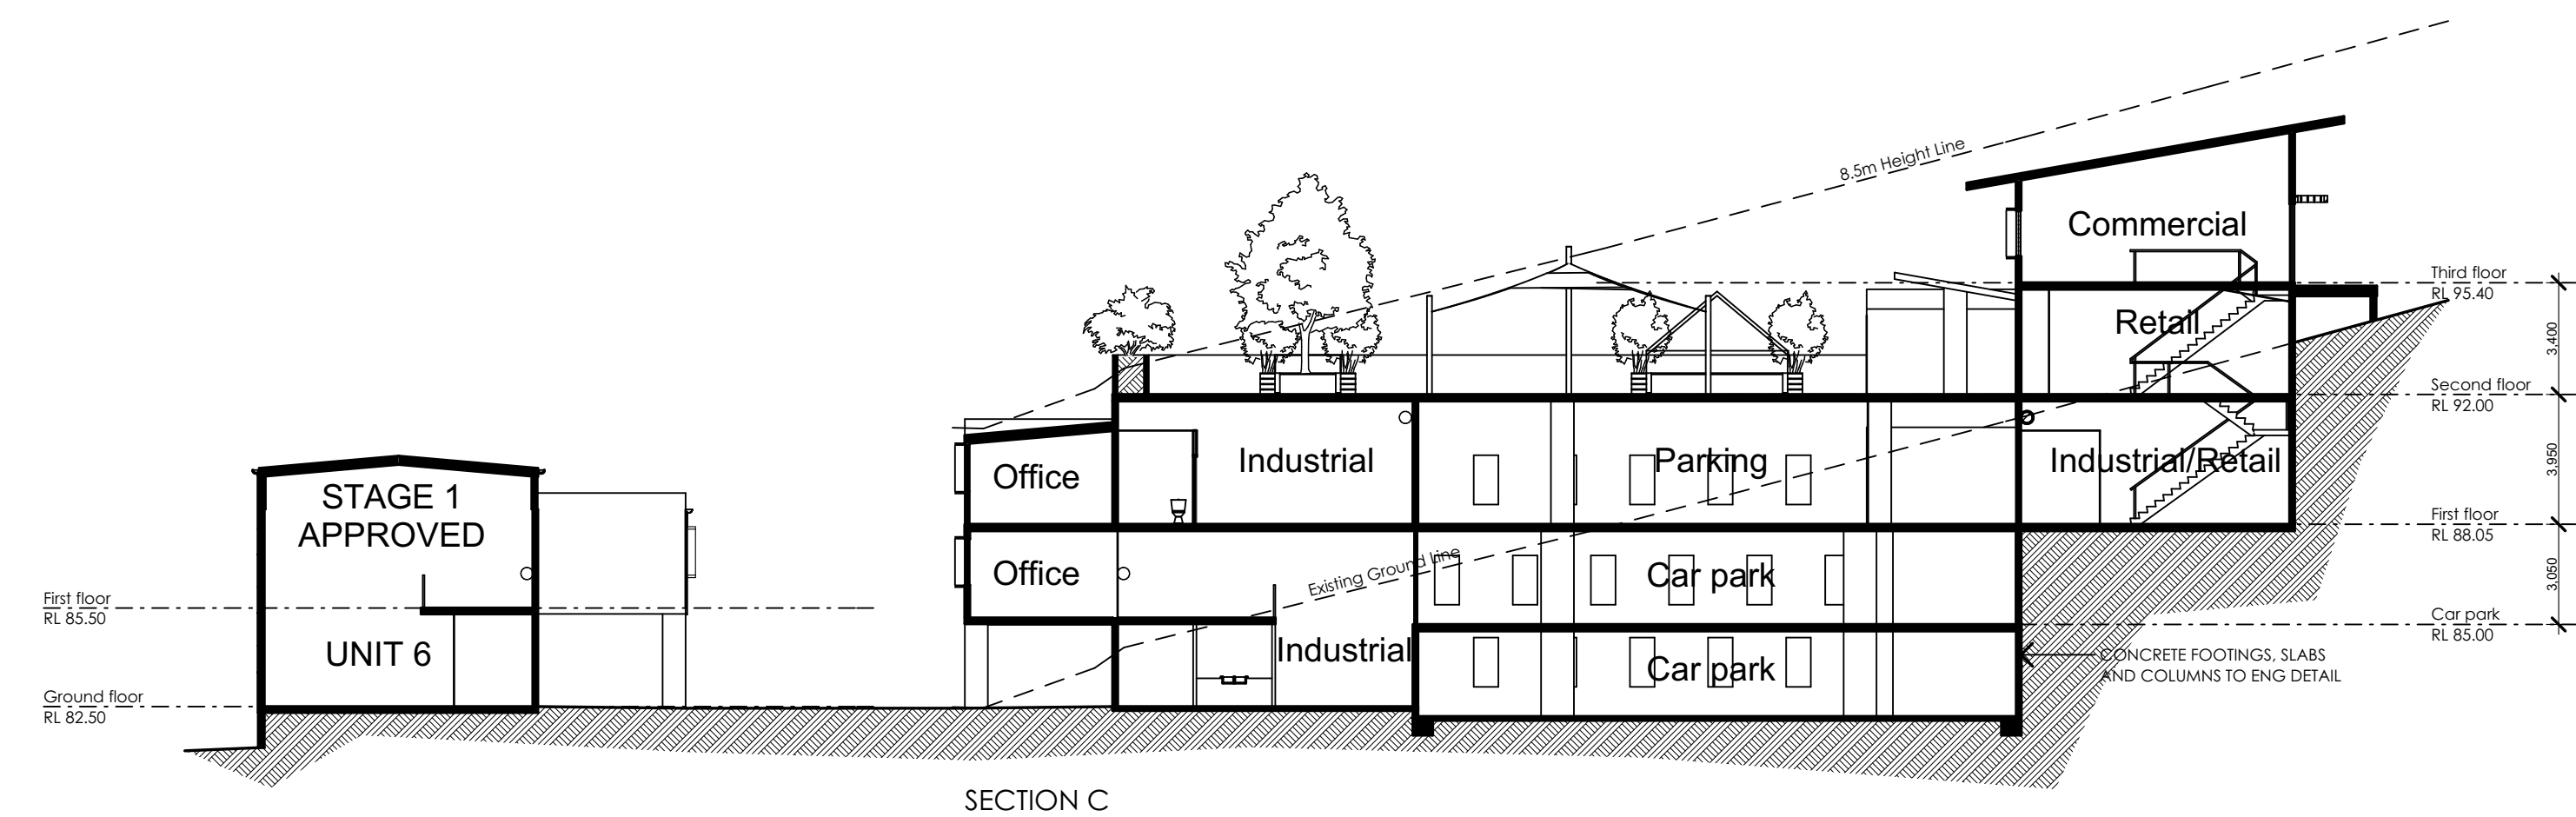 8.5m Height Line
Commercial
Third floor
RL 95.40
Retail
3,400
Second floor
RL 92.00
Office
Industrial
Parking
Industrial/Retail
3,950
STAGE 1
APPROVED
First floor
RL 88.05
Office
Existing Ground Line
Car park
3,050
First floor
RL 85.50
Car park
RL 85.00
UNIT 6
Industrial
Car park
CONCRETE FOOTINGS, SLABS
AND COLUMNS TO ENG DETAIL
Ground floor
RL 82.50
SECTION C